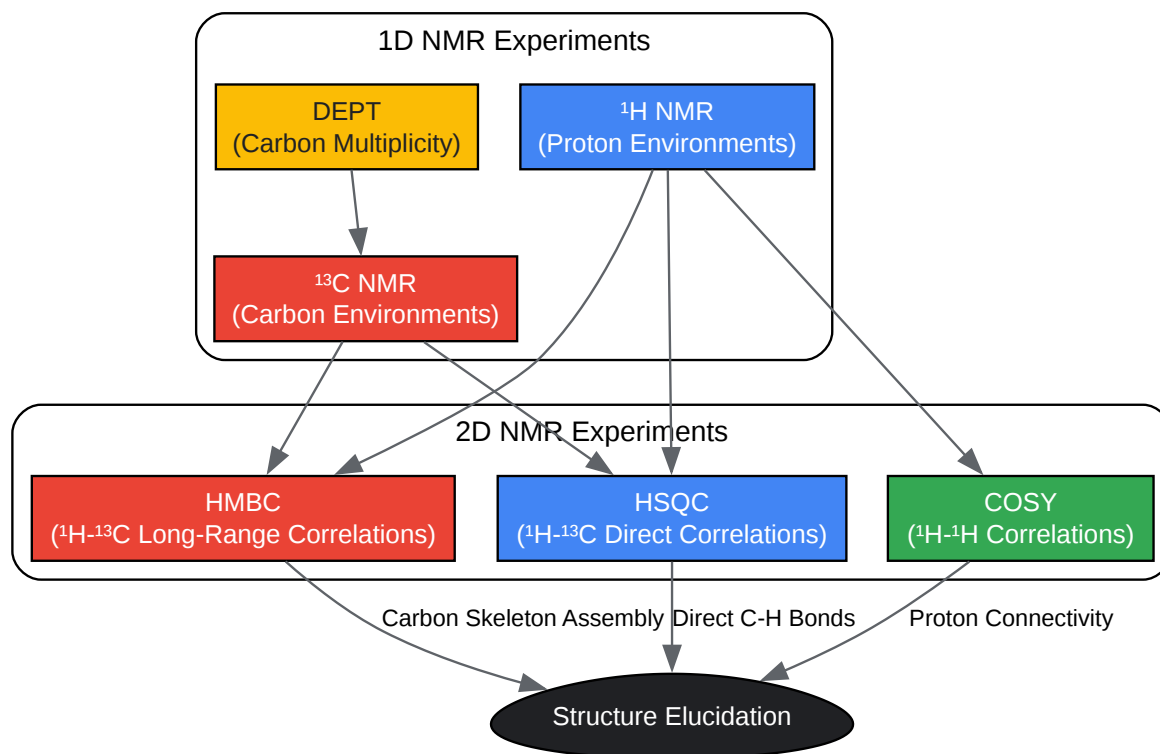 1D NMR Experiments
DEPT
(Carbon Multiplicity)
¹H NMR
(Proton Environments)
¹³C NMR
(Carbon Environments)
2D NMR Experiments
HMBC
(¹H-¹³C Long-Range Correlations)
HSQC
(¹H-¹³C Direct Correlations)
COSY
(¹H-¹H Correlations)
Carbon Skeleton Assembly
Direct C-H Bonds
Proton Connectivity
Structure Elucidation